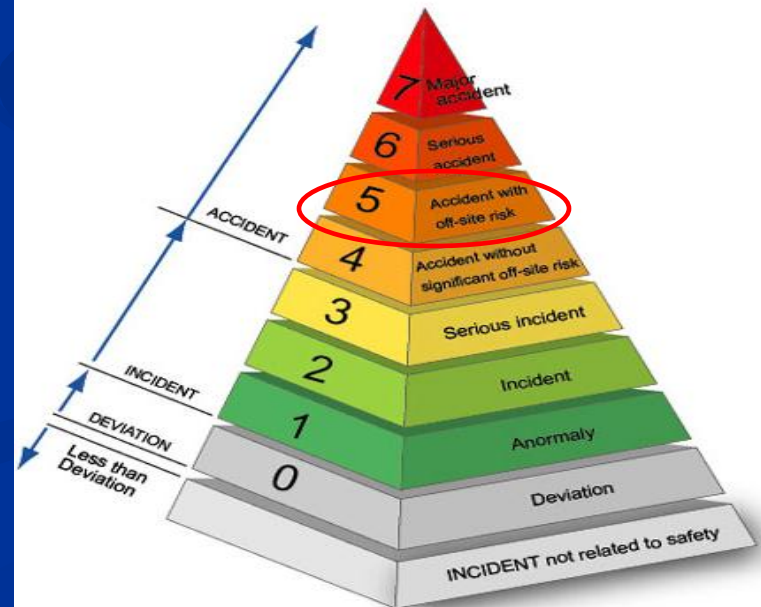 7 Major
accident
6 Serious
accident
5 Accident with
off-site risk
ACCIDENT
4 Accident without
significant off-site risk
3 Serious incident
2 Incident
INCIDENT
1 Anormaly
DEVIATION
0 Deviation
Less than
Deviation
INCIDENT not related to safety